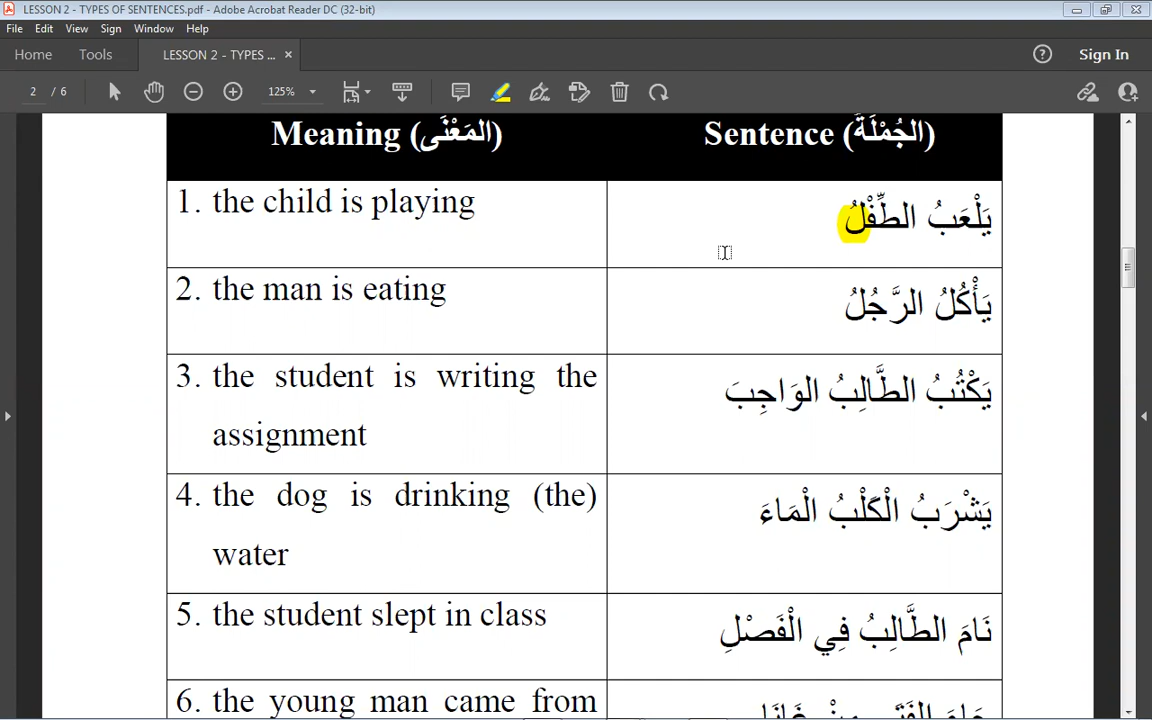 LESSON 2 - TYPES OF SENTENCES.pdf - Adobe Acrobat Reader DC (32-bit)
File Edit View Sign Window Help
Home Tools LESSON 2 - TYPES ... × Sign In
2 / 6 125%
Meaning (المَعْنَى) Sentence (الجُمْلَةَ)
1. the child is playing يَلْعَبُ الطِّفْلُ
2. the man is eating يَأْكُلُ الرَّجُلُ
3. the student is writing the يَكْتُبُ الطَّالِبُ الوَاجِبَ
assignment
4. the dog is drinking (the) يَشْرَبُ الْكَلْبُ الْمَاءَ
water
5. the student slept in class نَامَ الطَّالِبُ فِي الْفَصْلِ
6. the young man came from